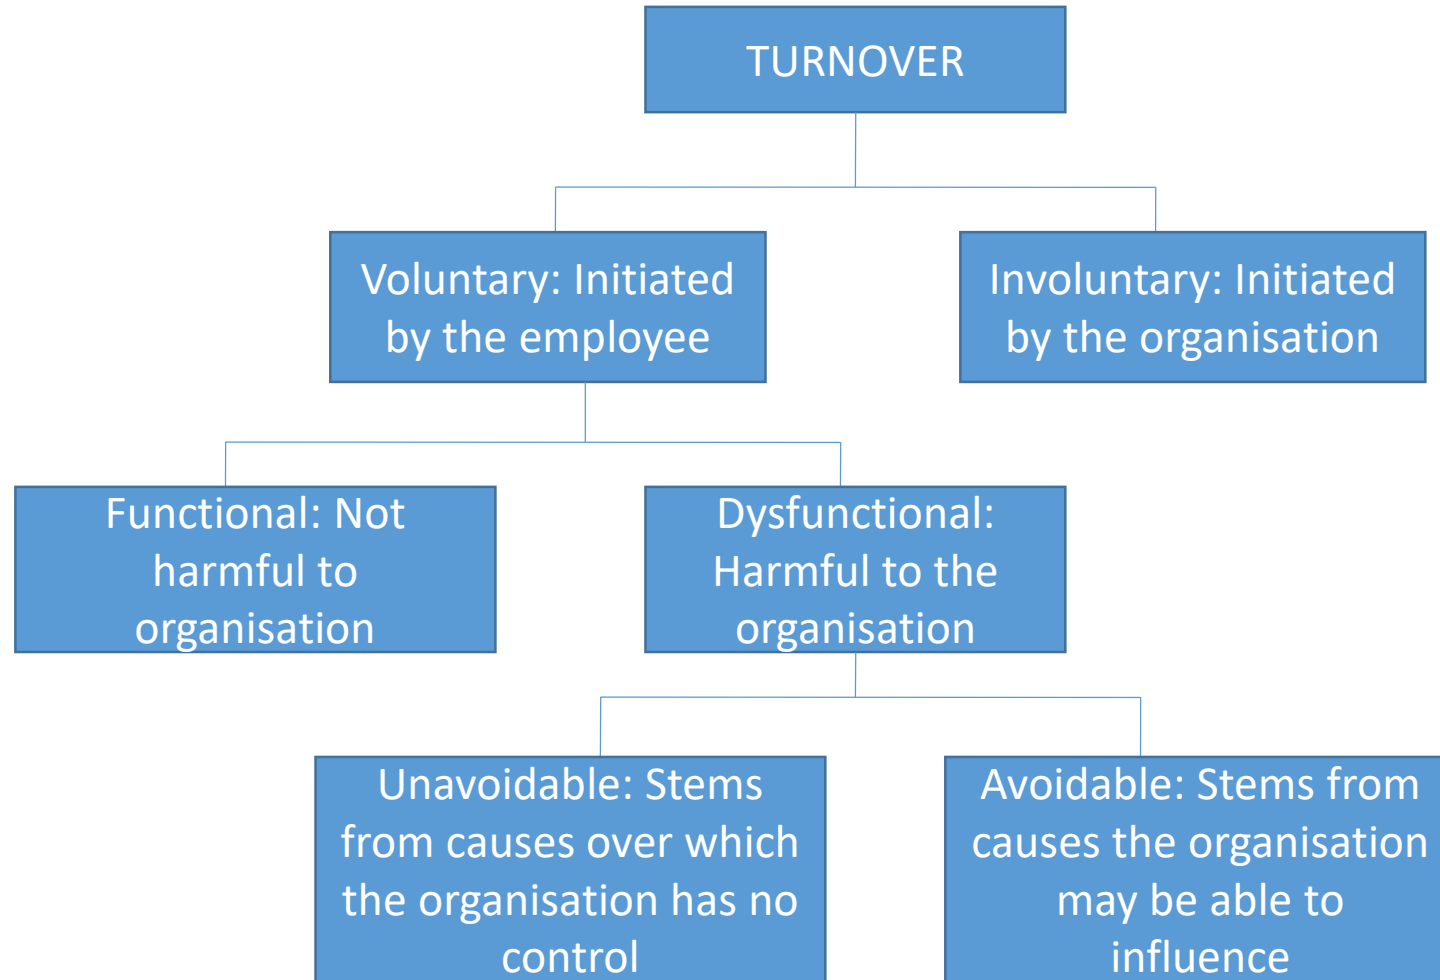 TURNOVER
Voluntary: Initiated
by the employee
Involuntary: Initiated
by the organisation
Functional: Not
harmful to
organisation
Dysfunctional:
Harmful to the
organisation
Unavoidable: Stems
from causes over which
the organisation has no
control
Avoidable: Stems from
causes the organisation
may be able to
influence